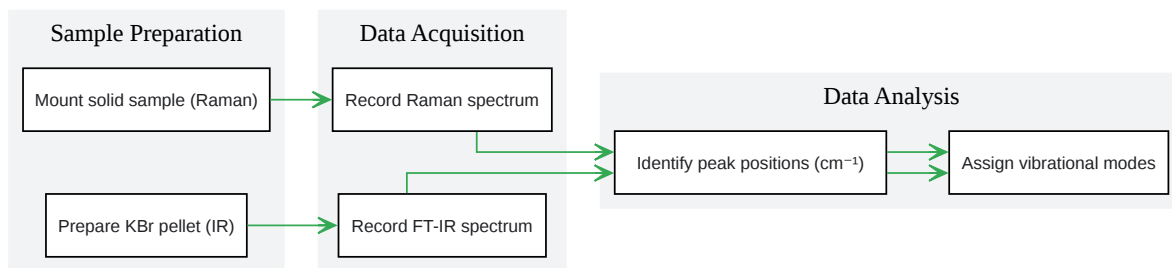 Sample Preparation
Mount solid sample (Raman)
Prepare KBr pellet (IR)
Data Acquisition
Record Raman spectrum
Record FT-IR spectrum
Data Analysis
Identify peak positions (cm⁻¹)
Assign vibrational modes